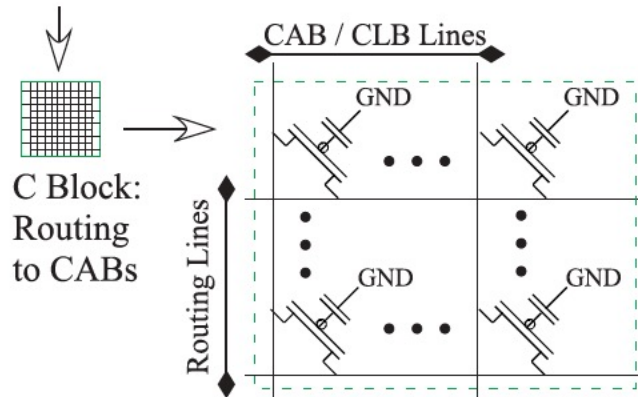 CAB / CLB Lines
GND
GND
C Block:
Routing
to CABs
Routing Lines
GND
GND